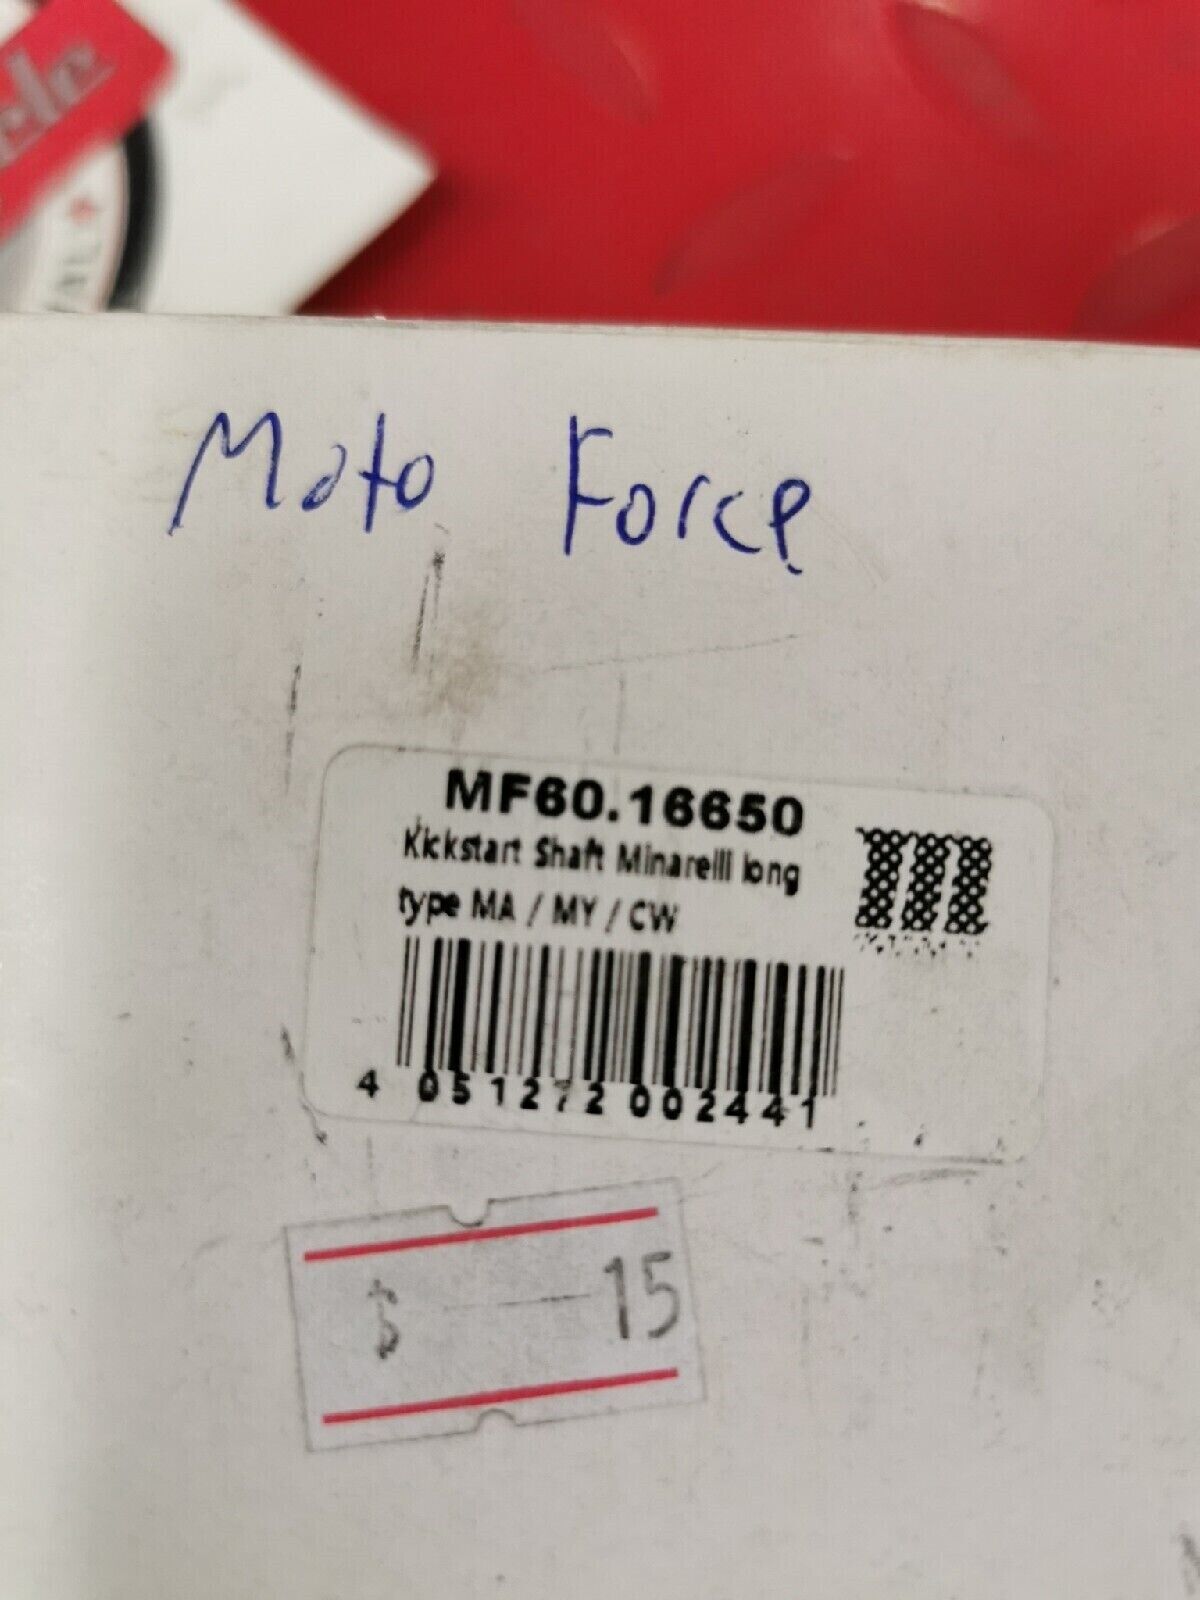 Moto Force
MF60.16650
Kickstart Shaft Minarelli long
type MA / MY / CW
m
4 051272 002441
15